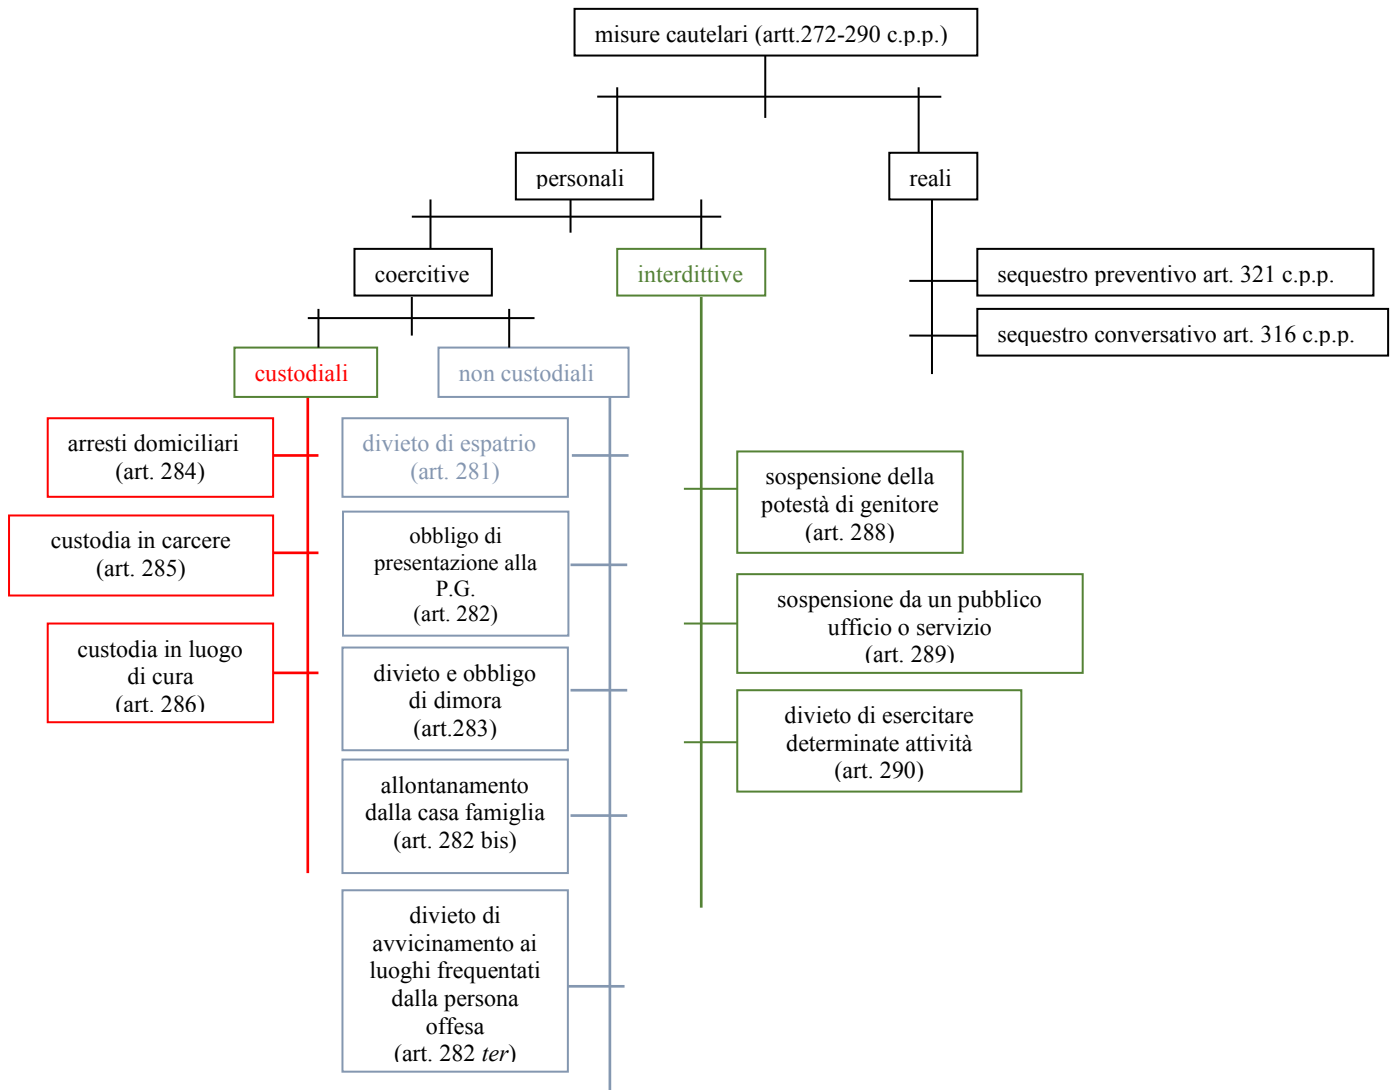 misure cautelari (artt.272-290 c.p.p.)
personali
reali
coercitive
interdittive
sequestro preventivo art. 321 c.p.p.
sequestro conversativo art. 316 c.p.p.
custodiali
non custodiali
arresti domiciliari
(art. 284)
custodia in carcere
(art. 285)
custodia in luogo
di cura
(art. 286)
divieto di espatrio
(art. 281)
obbligo di
presentazione alla
P.G.
(art. 282)
divieto e obbligo
di dimora
(art.283)
allontanamento
dalla casa famiglia
(art. 282 bis)
divieto di
avvicinamento ai
luoghi frequentati
dalla persona
offesa
(art. 282 ter)
sospensione della
potestà di genitore
(art. 288)
sospensione da un pubblico
ufficio o servizio
(art. 289)
divieto di esercitare
determinate attività
(art. 290)